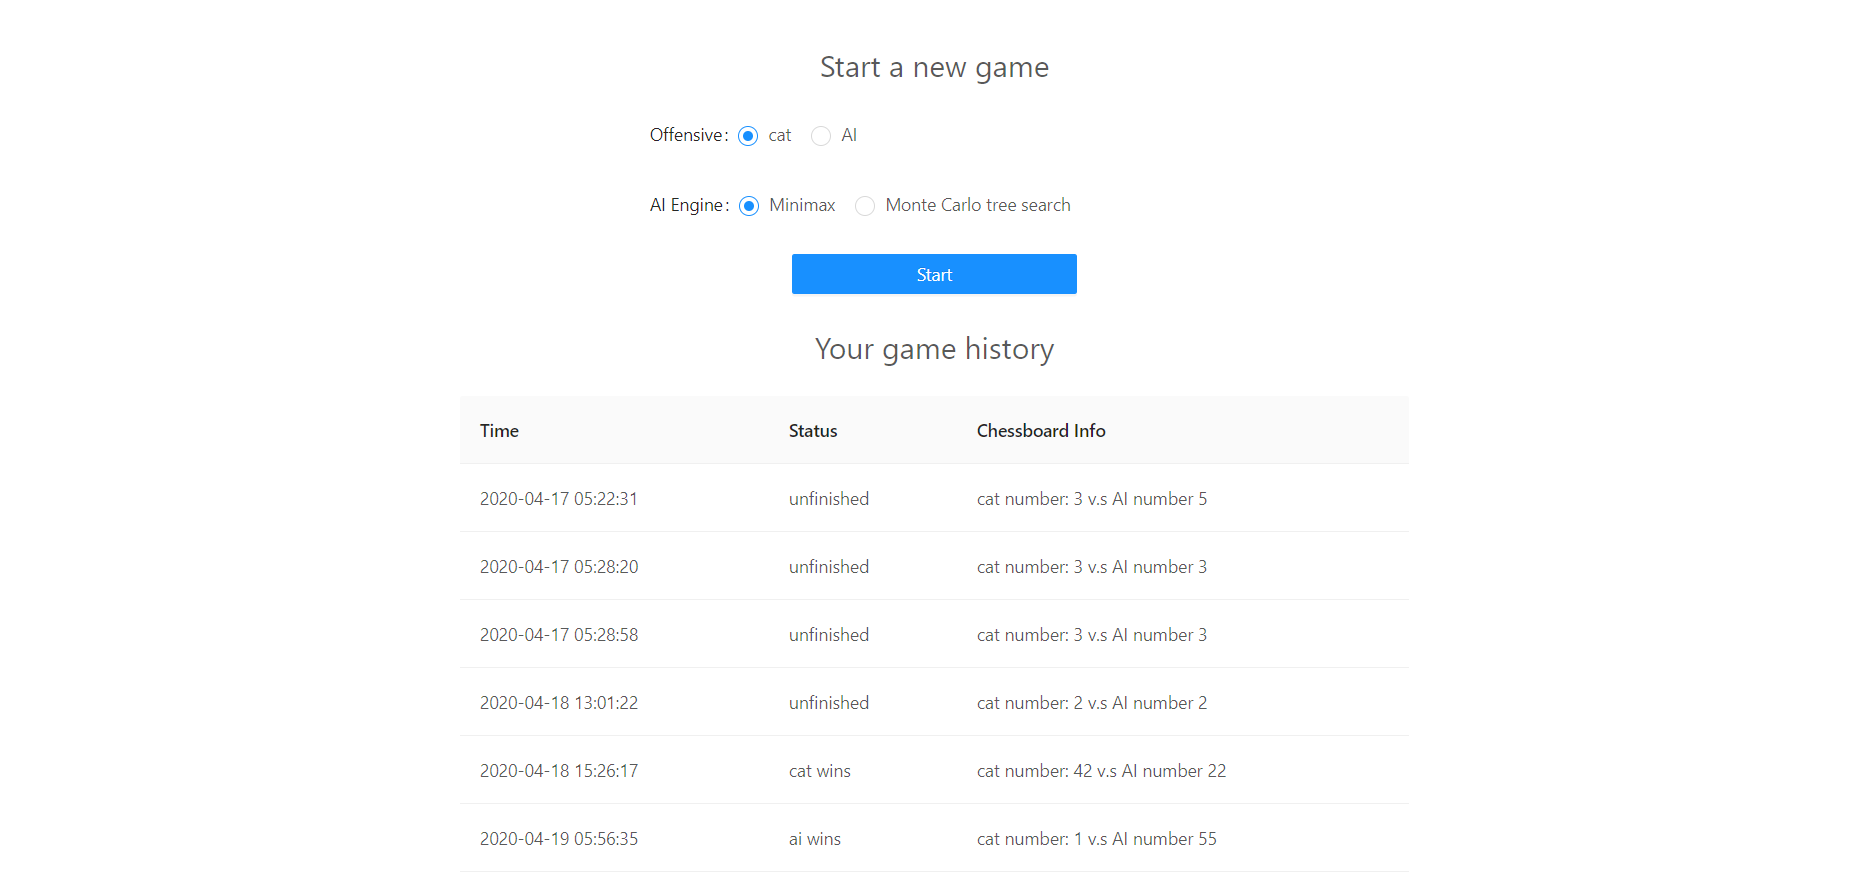 Start a new game
Offensive: cat AI
AI Engine: Minimax Monte Carlo tree search
Start
Your game history
Time Status Chessboard Info
2020-04-17 05:22:31 unfinished cat number: 3 v.s AI number 5
2020-04-17 05:28:20 unfinished cat number: 3 v.s AI number 3
2020-04-17 05:28:58 unfinished cat number: 3 v.s AI number 3
2020-04-18 13:01:22 unfinished cat number: 2 v.s AI number 2
2020-04-18 15:26:17 cat wins cat number: 42 v.s AI number 22
2020-04-19 05:56:35 ai wins cat number: 1 v.s AI number 55